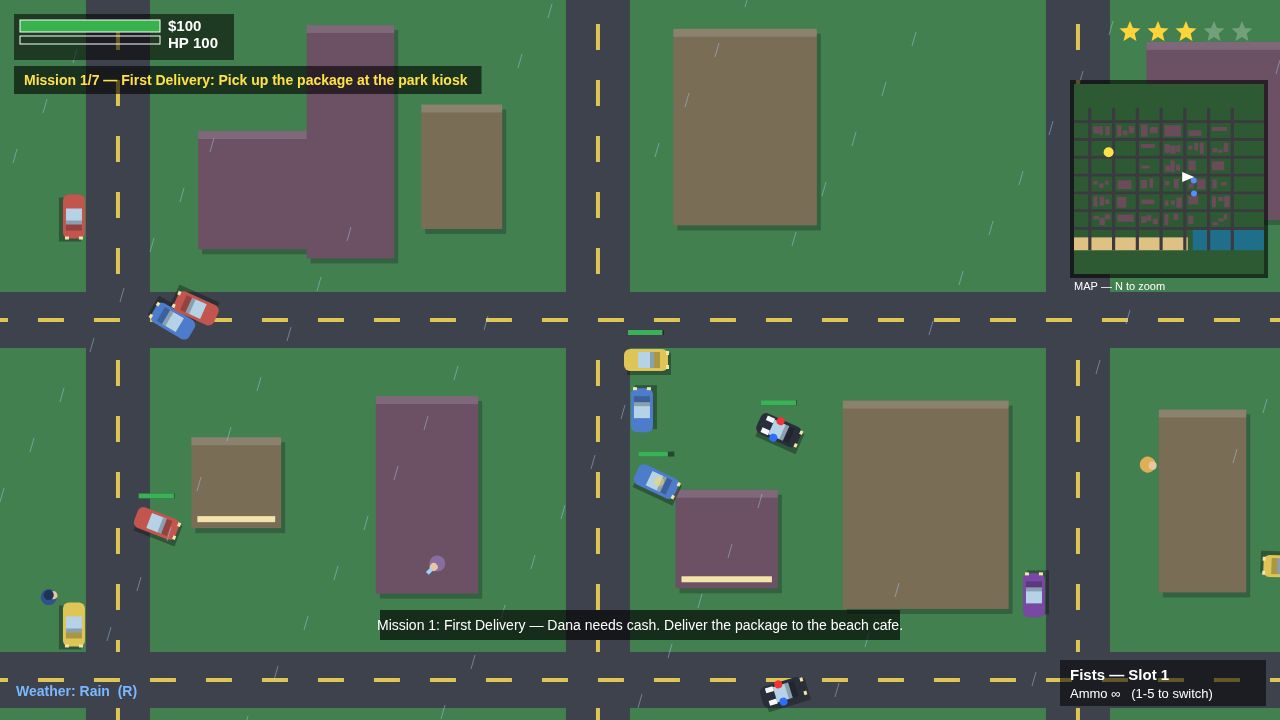 $100
HP 100
Mission 1/7 — First Delivery: Pick up the package at the park kiosk
MAP — N to zoom
Mission 1: First Delivery — Dana needs cash. Deliver the package to the beach cafe.
Weather: Rain (R)
Fists — Slot 1
Ammo ∞ (1-5 to switch)